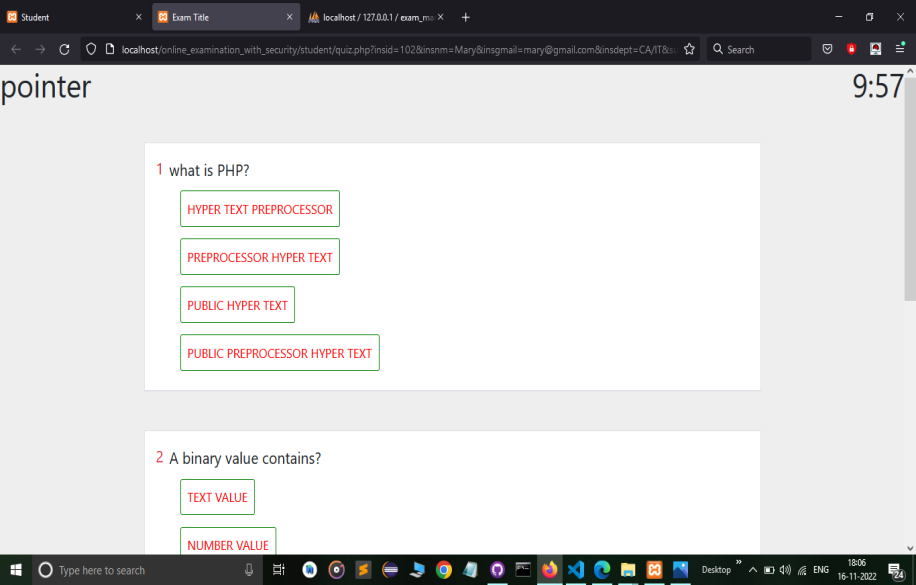 Student
Exam Title
localhost / 127.0.0.1 / exam_ma
localhost/online_examination_with_security/student/quiz.php?insid=102&insnm=Mary&insgmail=mary@gmail.com&insdept=CA/IT&su
Search
pointer
9:57
1 what is PHP?
HYPER TEXT PREPROCESSOR
PREPROCESSOR HYPER TEXT
PUBLIC HYPER TEXT
PUBLIC PREPROCESSOR HYPER TEXT
2 A binary value contains?
TEXT VALUE
NUMBER VALUE
Type here to search
Desktop
ENG
18:06
16-11-2022
24